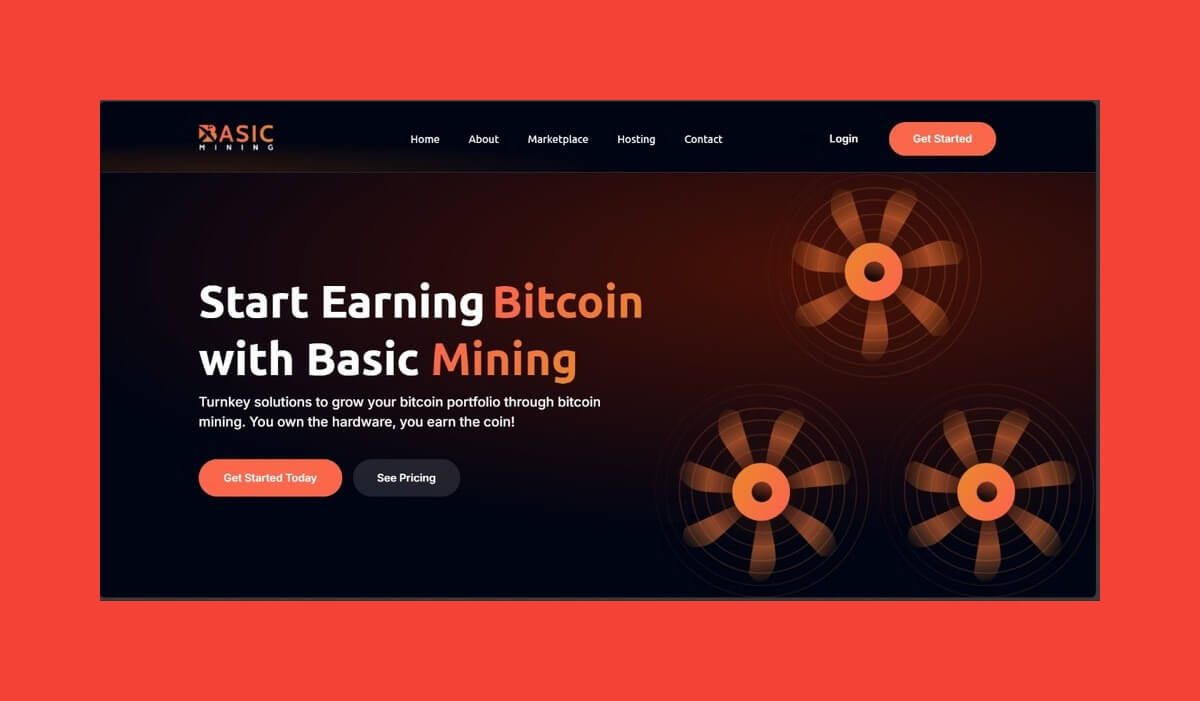 BASIC
MINING
Home About Marketplace Hosting Contact
Login Get Started
Start Earning Bitcoin
with Basic Mining
Turnkey solutions to grow your bitcoin portfolio through bitcoin
mining. You own the hardware, you earn the coin!
Get Started Today See Pricing